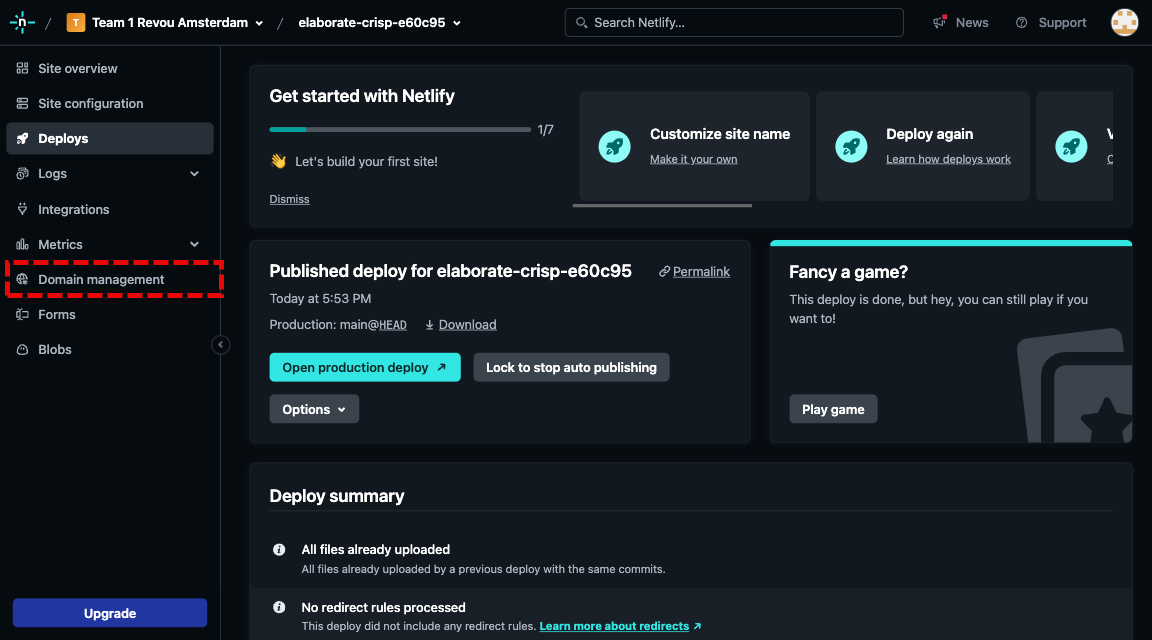 / T Team 1 Revou Amsterdam / elaborate-crisp-e60c95
Search Netlify...
News
Support
Site overview
Site configuration
Deploys
Logs
Integrations
Metrics
Domain management
Forms
Blobs
Upgrade
Get started with Netlify
1/7
👋 Let's build your first site!
Dismiss
Customize site name
Make it your own
Deploy again
Learn how deploys work
Published deploy for elaborate-crisp-e60c95
Permalink
Today at 5:53 PM
Production: main@HEAD
Download
Open production deploy ↗
Lock to stop auto publishing
Options
Fancy a game?
This deploy is done, but hey, you can still play if you
want to!
Play game
Deploy summary
All files already uploaded
All files already uploaded by a previous deploy with the same commits.
No redirect rules processed
This deploy did not include any redirect rules. Learn more about redirects ↗